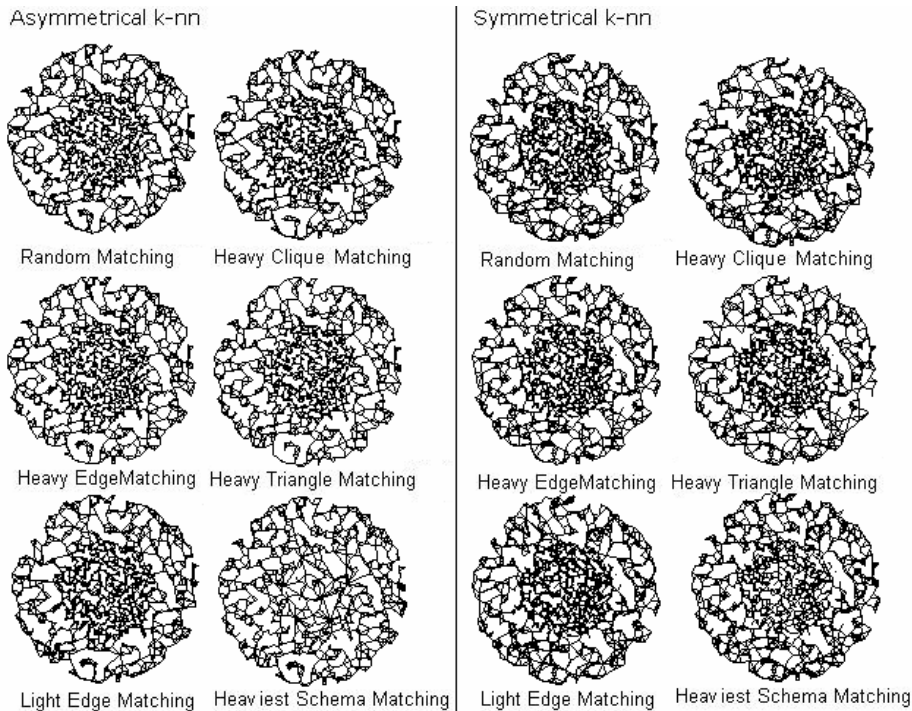 Asymmetrical k-nn
Random Matching
Heavy Clique Matching
Heavy EdgeMatching
Heavy Triangle Matching
Light Edge Matching
Heaviest Schema Matching
Symmetrical k-nn
Random Matching
Heavy Clique Matching
Heavy EdgeMatching
Heavy Triangle Matching
Light Edge Matching
Heaviest Schema Matching